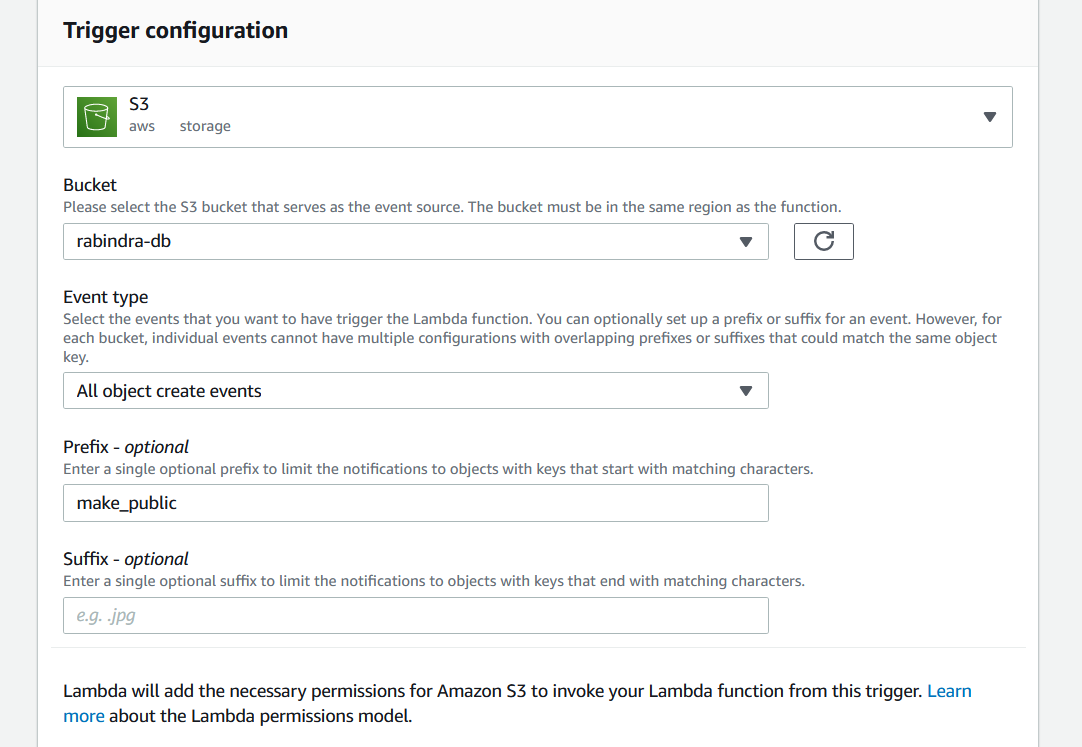 Trigger configuration
S3
aws storage
Bucket
Please select the S3 bucket that serves as the event source. The bucket must be in the same region as the function.
rabindra-db
Event type
Select the events that you want to have trigger the Lambda function. You can optionally set up a prefix or suffix for an event. However, for
each bucket, individual events cannot have multiple configurations with overlapping prefixes or suffixes that could match the same object
key.
All object create events
Prefix - optional
Enter a single optional prefix to limit the notifications to objects with keys that start with matching characters.
make_public
Suffix - optional
Enter a single optional suffix to limit the notifications to objects with keys that end with matching characters.
e.g. .jpg
Lambda will add the necessary permissions for Amazon S3 to invoke your Lambda function from this trigger. Learn
more about the Lambda permissions model.